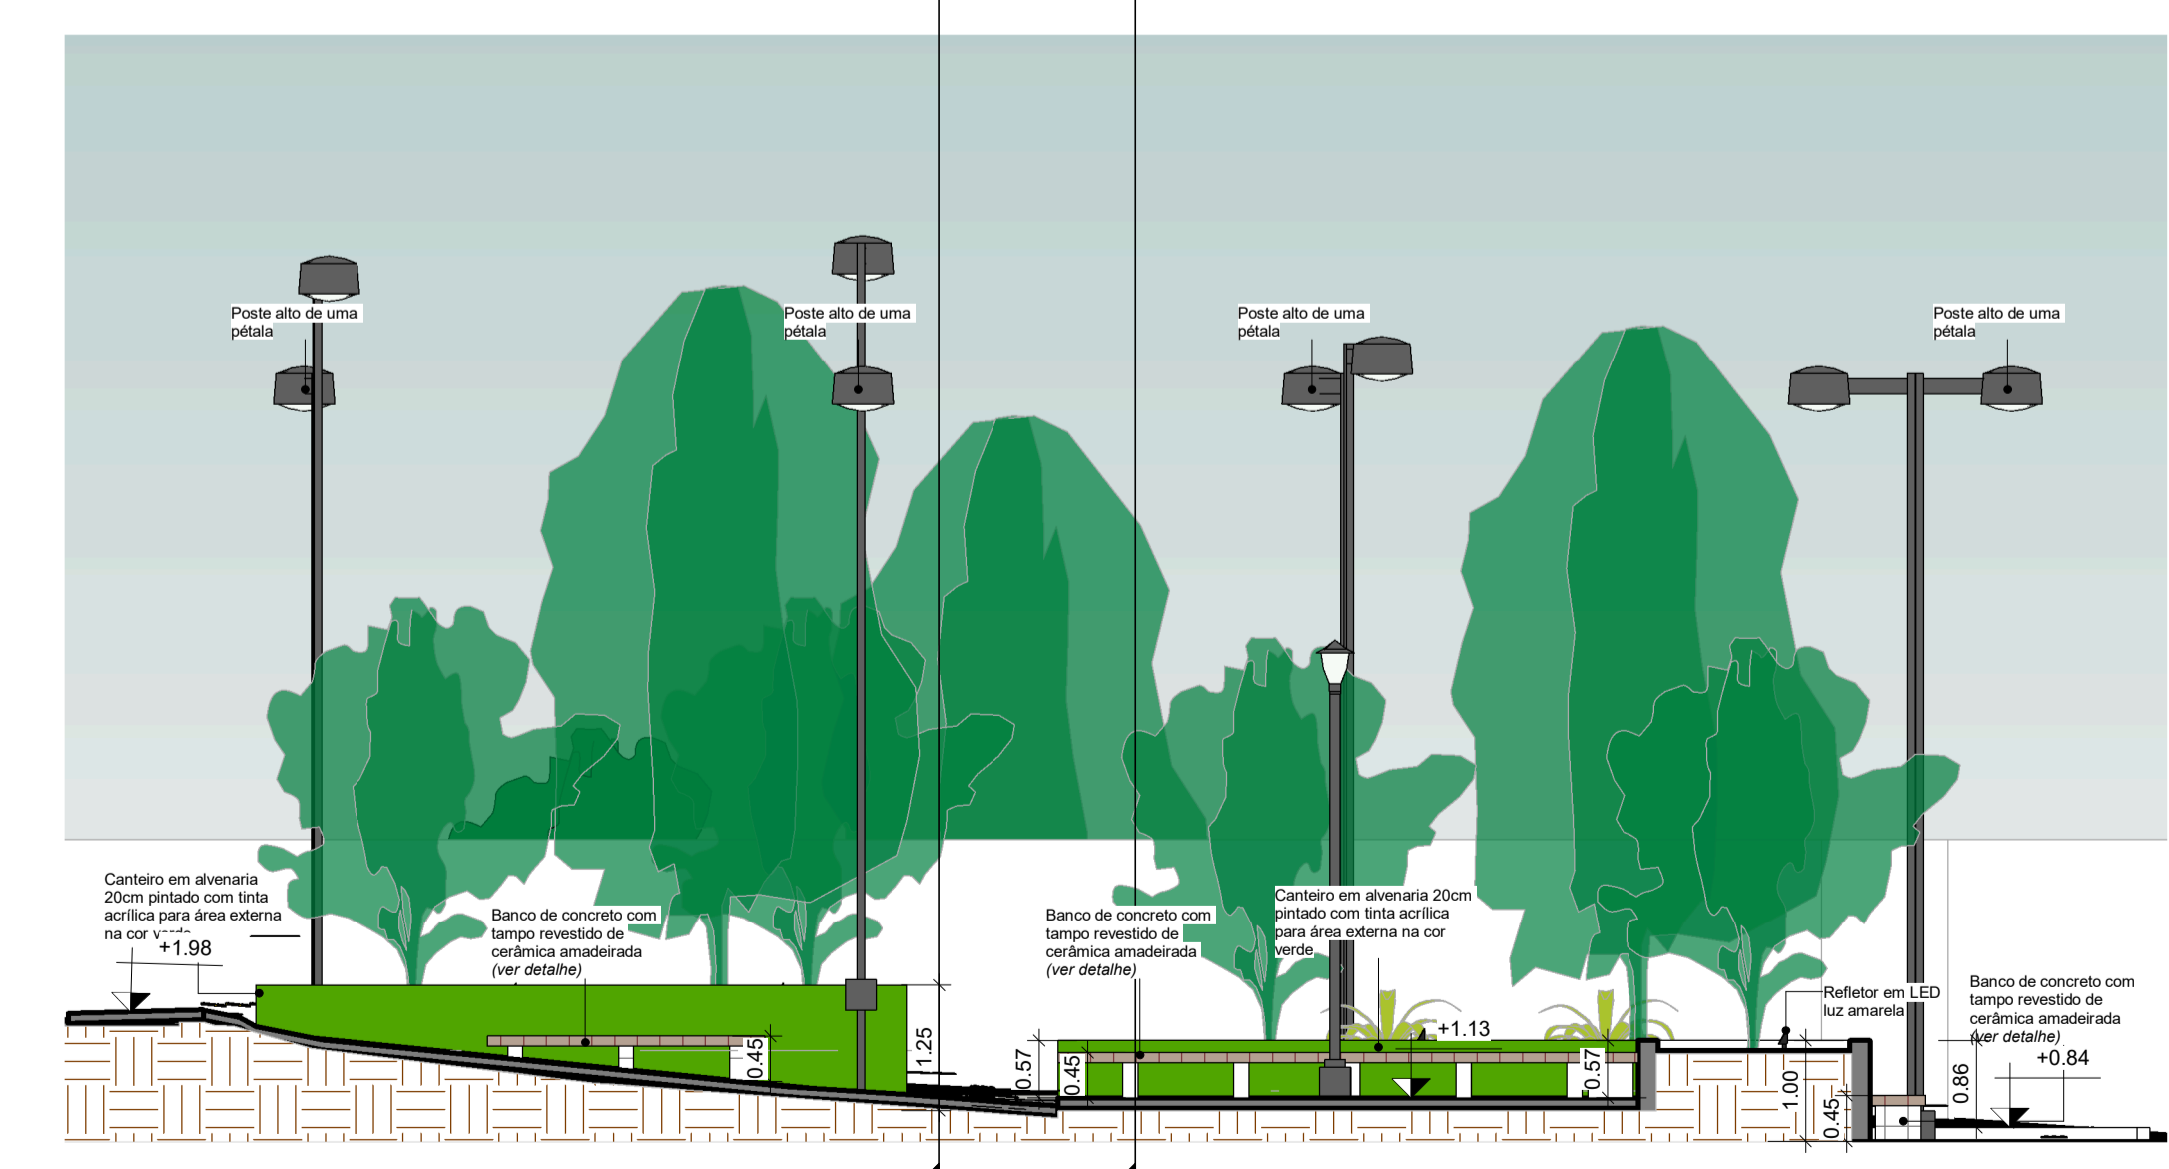 Poste alto de uma
pétala
Poste alto de uma
pétala
Poste alto de uma
pétala
Poste alto de uma
pétala
Canteiro em alvenaria
20cm pintado com tinta
acrílica para área externa
na cor verde
+1.98
Banco de concreto com
tampo revestido de
cerâmica amadeirada
(ver detalhe)
0.45
1.25
Banco de concreto com
tampo revestido de
cerâmica amadeirada
(ver detalhe)
0.57
0.45
Canteiro em alvenaria 20cm
pintado com tinta acrílica
para área externa na cor
verde
+1.13
0.57
Refletor em LED
luz amarela
1.00
0.45
0.86
Banco de concreto com
tampo revestido de
cerâmica amadeirada
(ver detalhe)
+0.84